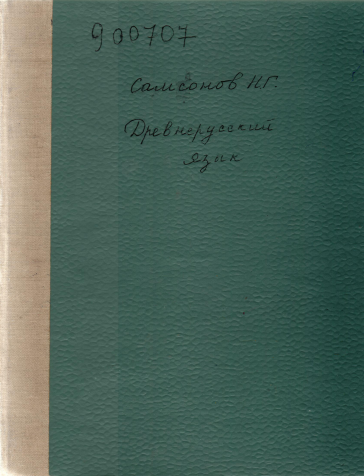 900707
Самсонов Н.Г.
Древнерусский
язык